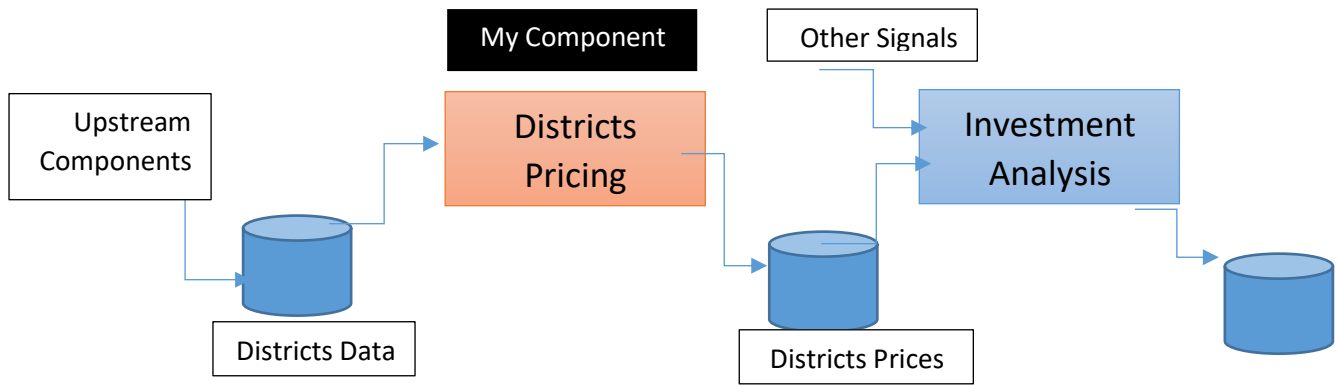 My Component
Other Signals
Upstream
Components
Districts
Pricing
Investment
Analysis
Districts Data
Districts Prices